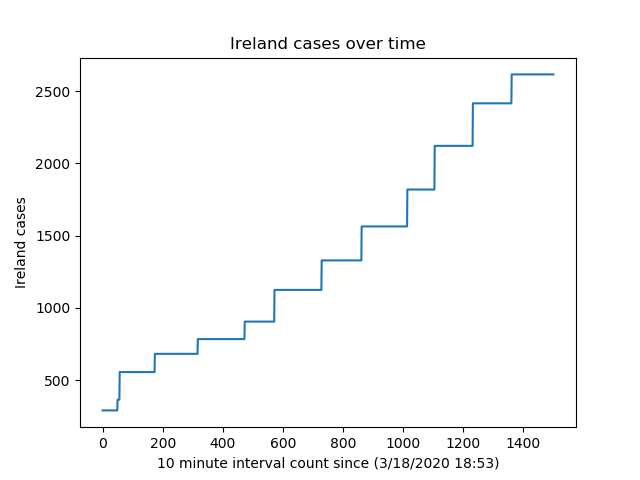 Ireland cases over time
Ireland cases
2500
2000
1500
1000
500
0 200 400 600 800 1000 1200 1400
10 minute interval count since (3/18/2020 18:53)